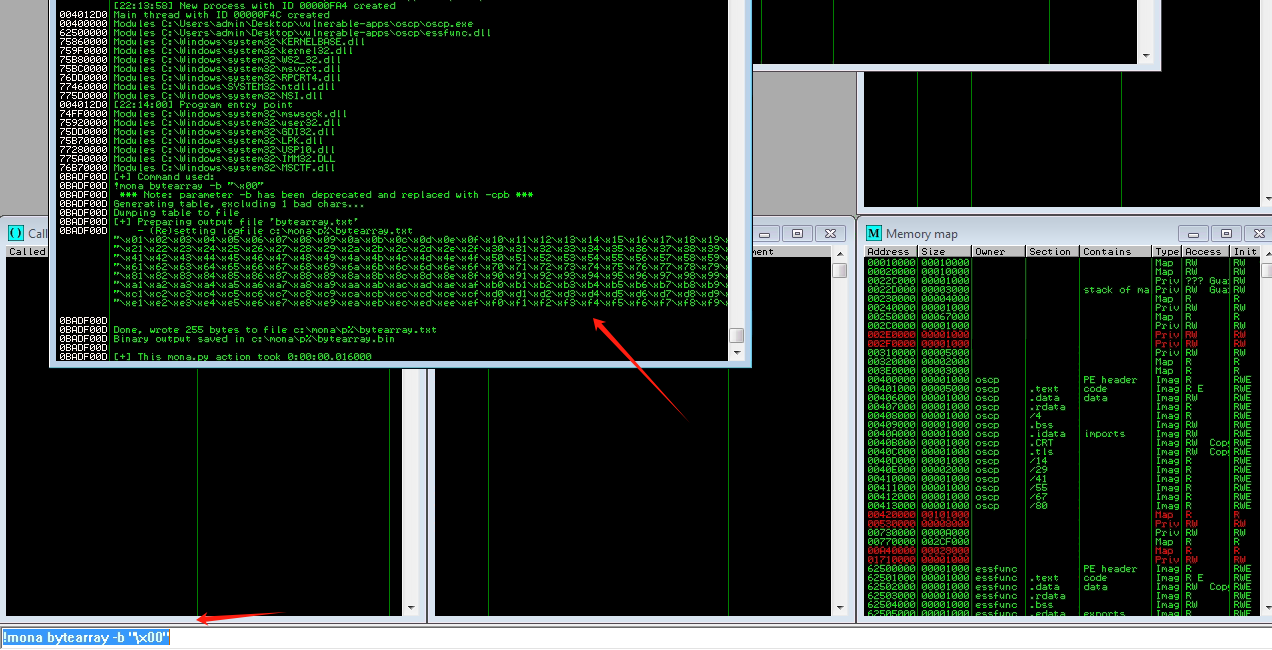 [22:13:58] New process with ID 00000FA4 created
004012D0 Main thread with ID 00000F4C created
00400000 Modules C:\Users\admin\Desktop\vulnerable-apps\oscp\oscp.exe
62500000 Modules C:\Users\admin\Desktop\vulnerable-apps\oscp\essfunc.dll
75860000 Modules C:\Windows\system32\KERNELBASE.dll
759F0000 Modules C:\Windows\system32\kernel32.dll
75B80000 Modules C:\Windows\system32\WS2_32.dll
75BC0000 Modules C:\Windows\system32\msvcrt.dll
76DD0000 Modules C:\Windows\system32\RPCRT4.dll
77460000 Modules C:\Windows\SYSTEM32\ntdll.dll
775D0000 Modules C:\Windows\system32\NSI.dll
004012D0 [22:14:00] Program entry point
74FF0000 Modules C:\Windows\system32\mswsock.dll
75920000 Modules C:\Windows\system32\user32.dll
75DD0000 Modules C:\Windows\system32\GDI32.dll
75B70000 Modules C:\Windows\system32\LPK.dll
77280000 Modules C:\Windows\system32\USP10.dll
775A0000 Modules C:\Windows\system32\IMM32.DLL
76B70000 Modules C:\Windows\system32\MSCTF.dll
0BADF00D [+] Command used:
0BADF00D !mona bytearray -b "\x00"
0BADF00D *** Note: parameter -b has been deprecated and replaced with -cpb ***
0BADF00D Generating table, excluding 1 bad chars...
0BADF00D Dumping table to file
0BADF00D [+] Preparing output file 'bytearray.txt'
0BADF00D - (Re)setting logfile c:\mona\p%\bytearray.txt
"\x01\x02\x03\x04\x05\x06\x07\x08\x09\x0a\x0b\x0c\x0d\x0e\x0f\x10\x11\x12\x13\x14\x15\x16\x17\x18\x19\
"\x21\x22\x23\x24\x25\x26\x27\x28\x29\x2a\x2b\x2c\x2d\x2e\x2f\x30\x31\x32\x33\x34\x35\x36\x37\x38\x39\
"\x41\x42\x43\x44\x45\x46\x47\x48\x49\x4a\x4b\x4c\x4d\x4e\x4f\x50\x51\x52\x53\x54\x55\x56\x57\x58\x59\
"\x61\x62\x63\x64\x65\x66\x67\x68\x69\x6a\x6b\x6c\x6d\x6e\x6f\x70\x71\x72\x73\x74\x75\x76\x77\x78\x79\
"\x81\x82\x83\x84\x85\x86\x87\x88\x89\x8a\x8b\x8c\x8d\x8e\x8f\x90\x91\x92\x93\x94\x95\x96\x97\x98\x99\
"\xa1\xa2\xa3\xa4\xa5\xa6\xa7\xa8\xa9\xaa\xab\xac\xad\xae\xaf\xb0\xb1\xb2\xb3\xb4\xb5\xb6\xb7\xb8\xb9\
"\xc1\xc2\xc3\xc4\xc5\xc6\xc7\xc8\xc9\xca\xcb\xcc\xcd\xce\xcf\xd0\xd1\xd2\xd3\xd4\xd5\xd6\xd7\xd8\xd9\
"\xe1\xe2\xe3\xe4\xe5\xe6\xe7\xe8\xe9\xea\xeb\xec\xed\xee\xef\xf0\xf1\xf2\xf3\xf4\xf5\xf6\xf7\xf8\xf9\
0BADF00D
0BADF00D Done, wrote 255 bytes to file c:\mona\p%\bytearray.txt
0BADF00D Binary output saved in c:\mona\p%\bytearray.bin
0BADF00D
0BADF00D [+] This mona.py action took 0:00:00.016000
Call
Called
ment
M Memory map
Address Size Owner Section Contains Type Access Init
00010000 00010000 Map RW RW
00020000 00010000 Map RW RW
0022C000 00001000 Priv ??? Gua RW
0022D000 00003000 stack of ma Priv RW Gua RW
00230000 00004000 Map R R
00240000 00001000 Priv RW RW
00250000 00067000 Map R R
002C0000 00001000 Priv RW RW
002E0000 00001000 Priv RW RW
002F0000 00001000 Priv RW RW
00310000 00005000 Priv RW RW
00320000 00002000 Map R R
003E0000 00003000 Map R R
00400000 00001000 oscp PE header Imag R RWE
00401000 00005000 oscp .text code Imag R E RWE
00406000 00001000 oscp .data data Imag RW RWE
00407000 00001000 oscp .rdata Imag R RWE
00408000 00001000 oscp /4 Imag R RWE
00409000 00001000 oscp .bss Imag RW RWE
0040A000 00001000 oscp .idata imports Imag RW RWE
0040B000 00001000 oscp .CRT Imag RW Copy RWE
0040C000 00001000 oscp .tls Imag RW Copy RWE
0040D000 00001000 oscp /14 Imag R RWE
0040E000 00002000 oscp /29 Imag R RWE
00410000 00001000 oscp /41 Imag R RWE
00411000 00001000 oscp /55 Imag R RWE
00412000 00001000 oscp /67 Imag R RWE
00413000 00001000 oscp /80 Imag R RWE
00420000 00101000 Map R R
00530000 00008000 Priv RW RW
00730000 0000A000 Priv RW RW
00770000 002CF000 Map R R
00A40000 00028000 Map R R
01710000 00001000 Priv RW RW
62500000 00001000 essfunc PE header Imag R RWE
62501000 00001000 essfunc .text code Imag R E RWE
62502000 00001000 essfunc .data data Imag RW Copy RWE
62503000 00001000 essfunc .rdata Imag R RWE
62504000 00001000 essfunc .bss Imag RW RWE
62505000 00001000 essfunc .edata exports Imag R RWE
!mona bytearray -b "\x00"